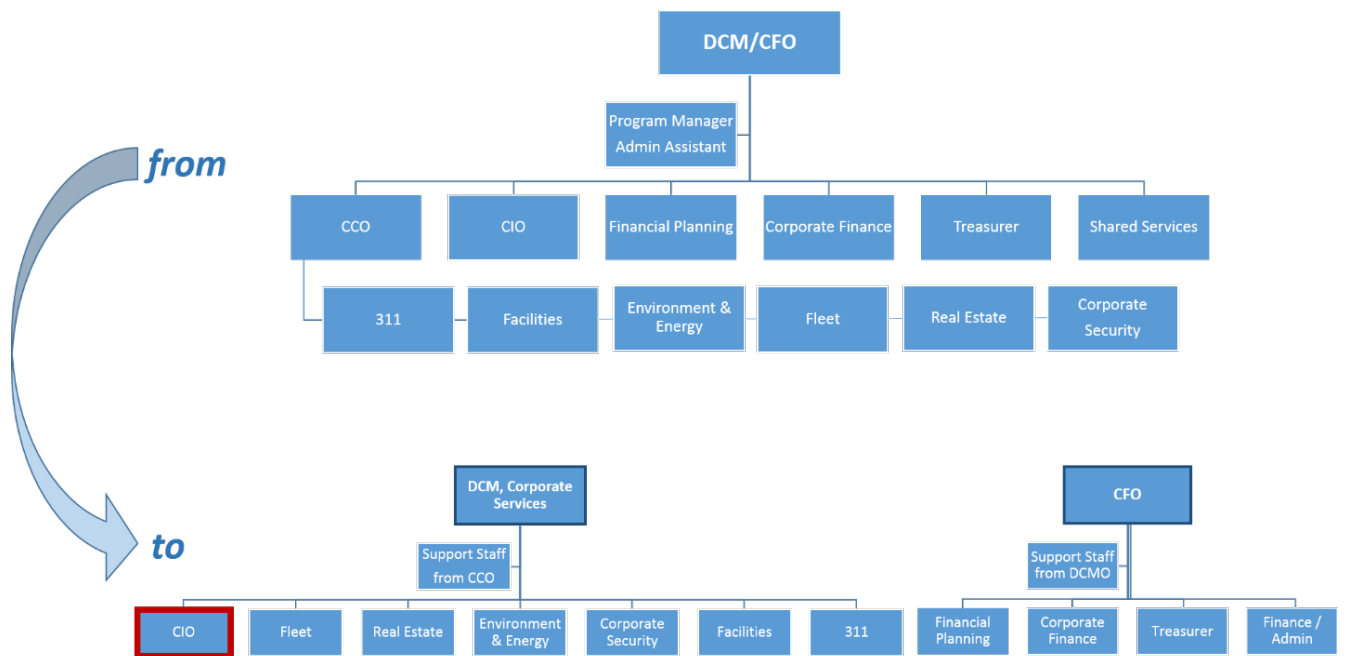 DCM/CFO
Program Manager
Admin Assistant
from
CCO
CIO
Financial Planning
Corporate Finance
Treasurer
Shared Services
311
Facilities
Environment &
Energy
Fleet
Real Estate
Corporate
Security
DCM, Corporate
Services
CFO
to
Support Staff
from CCO
Support Staff
from DCMO
CIO
Fleet
Real Estate
Environment
& Energy
Corporate
Security
Facilities
311
Financial
Planning
Corporate
Finance
Treasurer
Finance /
Admin